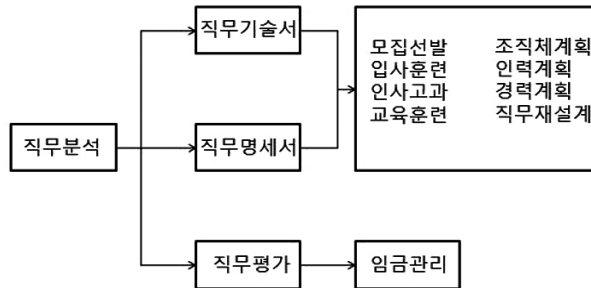 직무기술서
모집선발 조직체계획
입사훈련 인력계획
인사고과 경력계획
교육훈련 직무재설계
직무분석
직무명세서
직무평가
임금관리